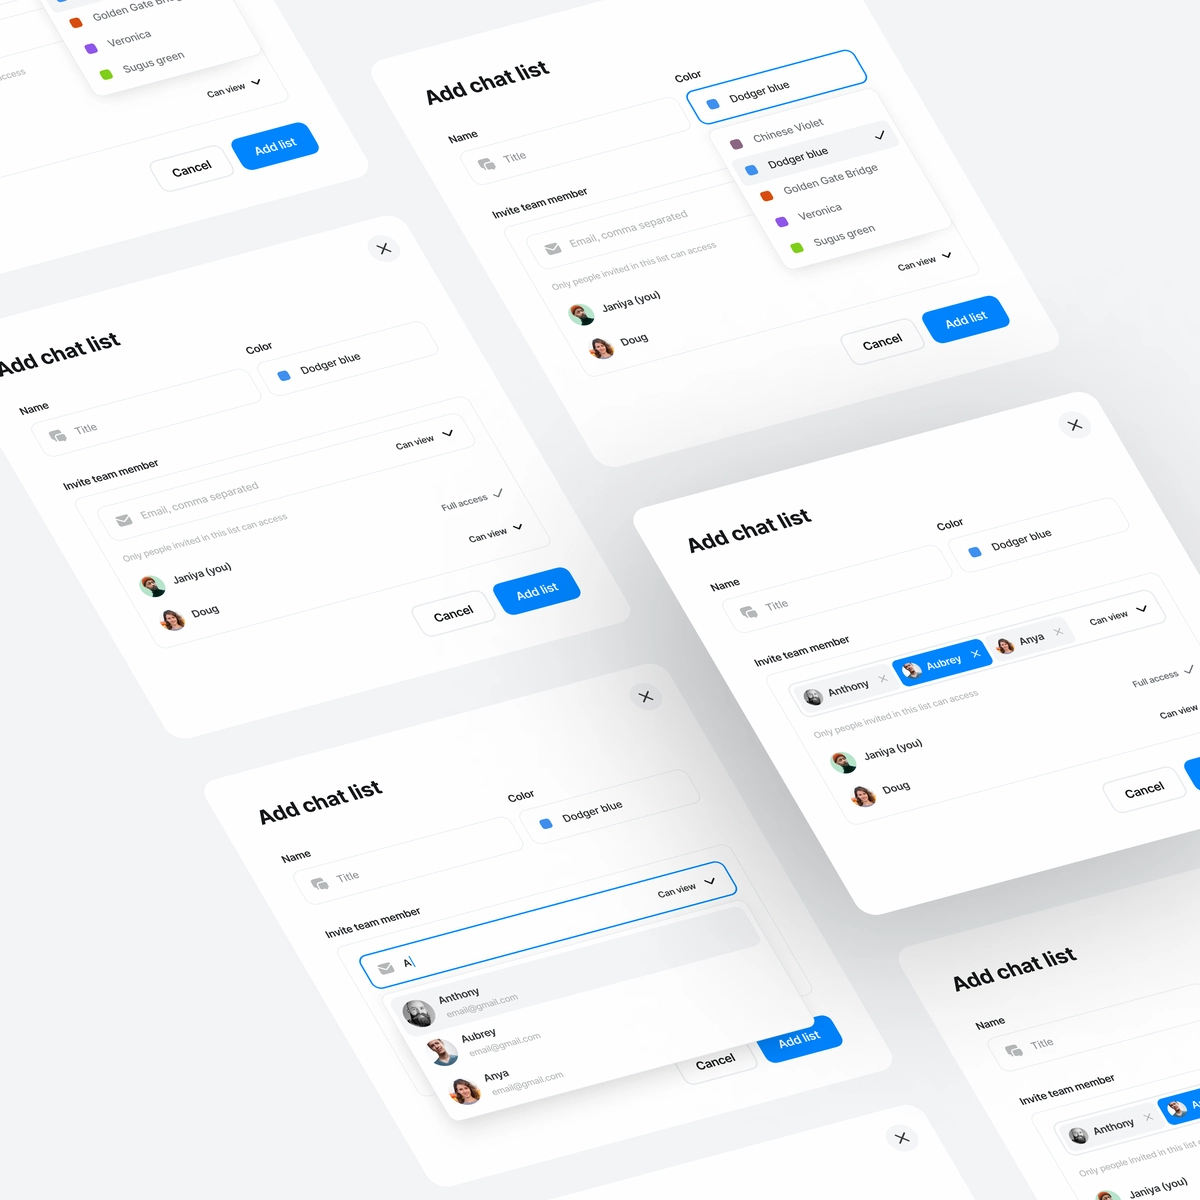 Golden Gate Bridge
Veronica
Sugus green
access
Can view
Cancel
Add list
Add chat list
Color
Dodger blue
Name
Title
Chinese Violet
Dodger blue
Golden Gate Bridge
Veronica
Sugus green
Invite team member
Email, comma separated
Only people invited in this list can access
Can view
Janiya (you)
Doug
Cancel
Add list
Add chat list
Color
Dodger blue
Name
Title
Invite team member
Can view
Email, comma separated
Only people invited in this list can access
Full access
Janiya (you)
Can view
Doug
Cancel
Add list
Add chat list
Color
Dodger blue
Name
Title
Invite team member
Anthony
Aubrey
Anya
Can view
Only people invited in this list can access
Full access
Janiya (you)
Can view
Doug
Cancel
Add chat list
Color
Dodger blue
Name
Title
Invite team member
Can view
A
Anthony
email@gmail.com
Aubrey
email@gmail.com
Anya
email@gmail.com
Cancel
Add list
Add chat list
Name
Title
Invite team member
Anthony
Only people invited in this list
Janiya (you)